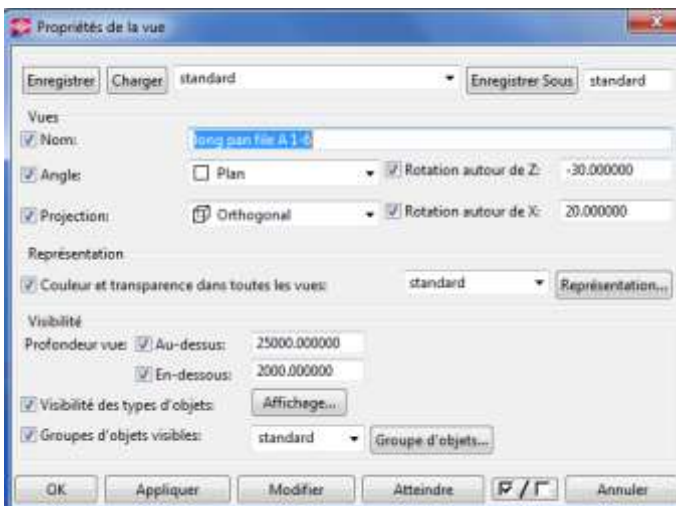 Propriétés de la vue
Enregistrer Charger standard Enregistrer Sous standard
Vues
Nom: long pan file A 1-6
Angle: Plan Rotation autour de Z: -30.000000
Projection: Orthogonal Rotation autour de X: 20.000000
Représentation
Couleur et transparence dans toutes les vues: standard Représentation...
Visibilité
Profondeur vue: Au-dessus: 25000.000000
En-dessous: 2000.000000
Visibilité des types d'objets: Affichage...
Groupes d'objets visibles: standard Groupe d'objets...
OK Appliquer Modifier Atteindre / Annuler